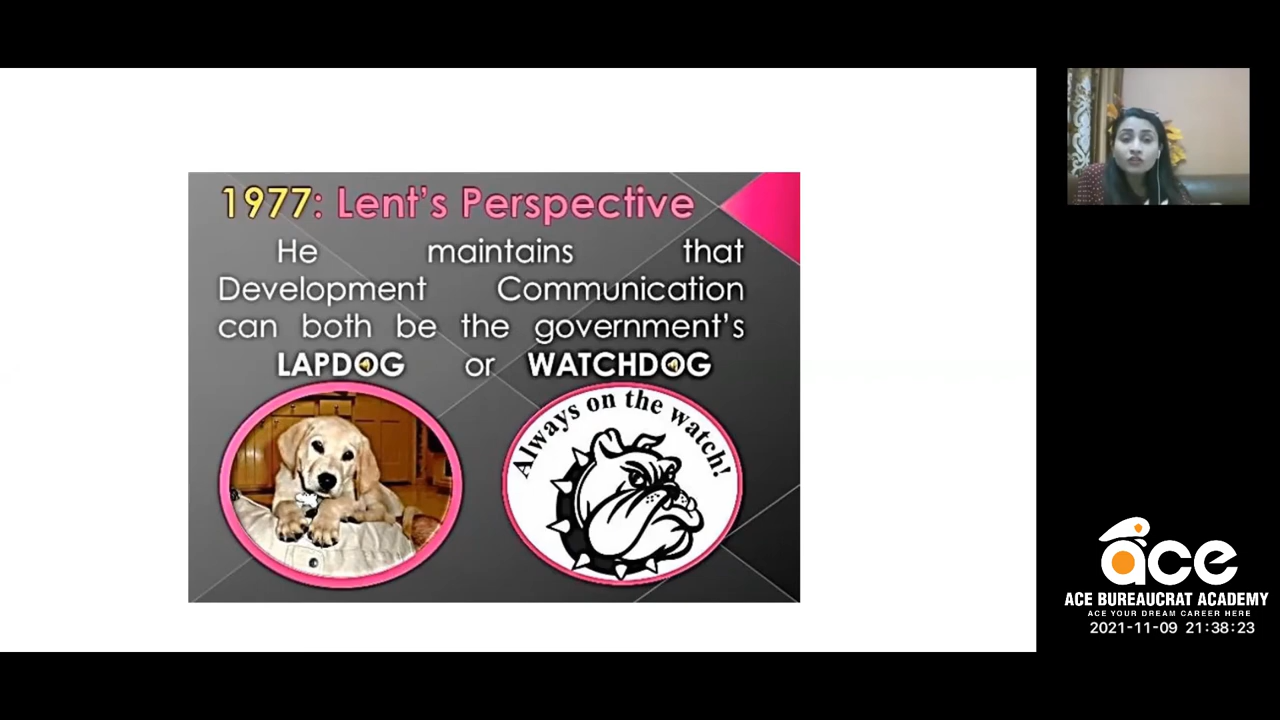 1977: Lent's Perspective
He maintains that
Development Communication
can both be the government's
LAPDOG or WATCHDOG
Always on the watch!
ace
ACE BUREAUCRAT ACADEMY
ACE YOUR DREAM CAREER HERE
2021-11-09 21:38:23